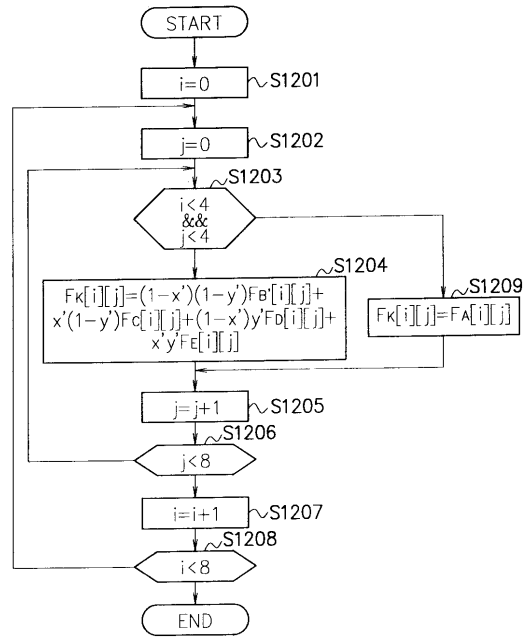 START
i=0
S1201
j=0
S1202
S1203
i<4
&&
j<4
S1204
FK[i][j]=(1-x')(1-y')FB'[i][j]+
x'(1-y')FC[i][j]+(1-x')y'FD[i][j]+
x'y'FE[i][j]
S1209
FK[i][j]=FA[i][j]
j=j+1
S1205
S1206
j<8
i=i+1
S1207
S1208
i<8
END